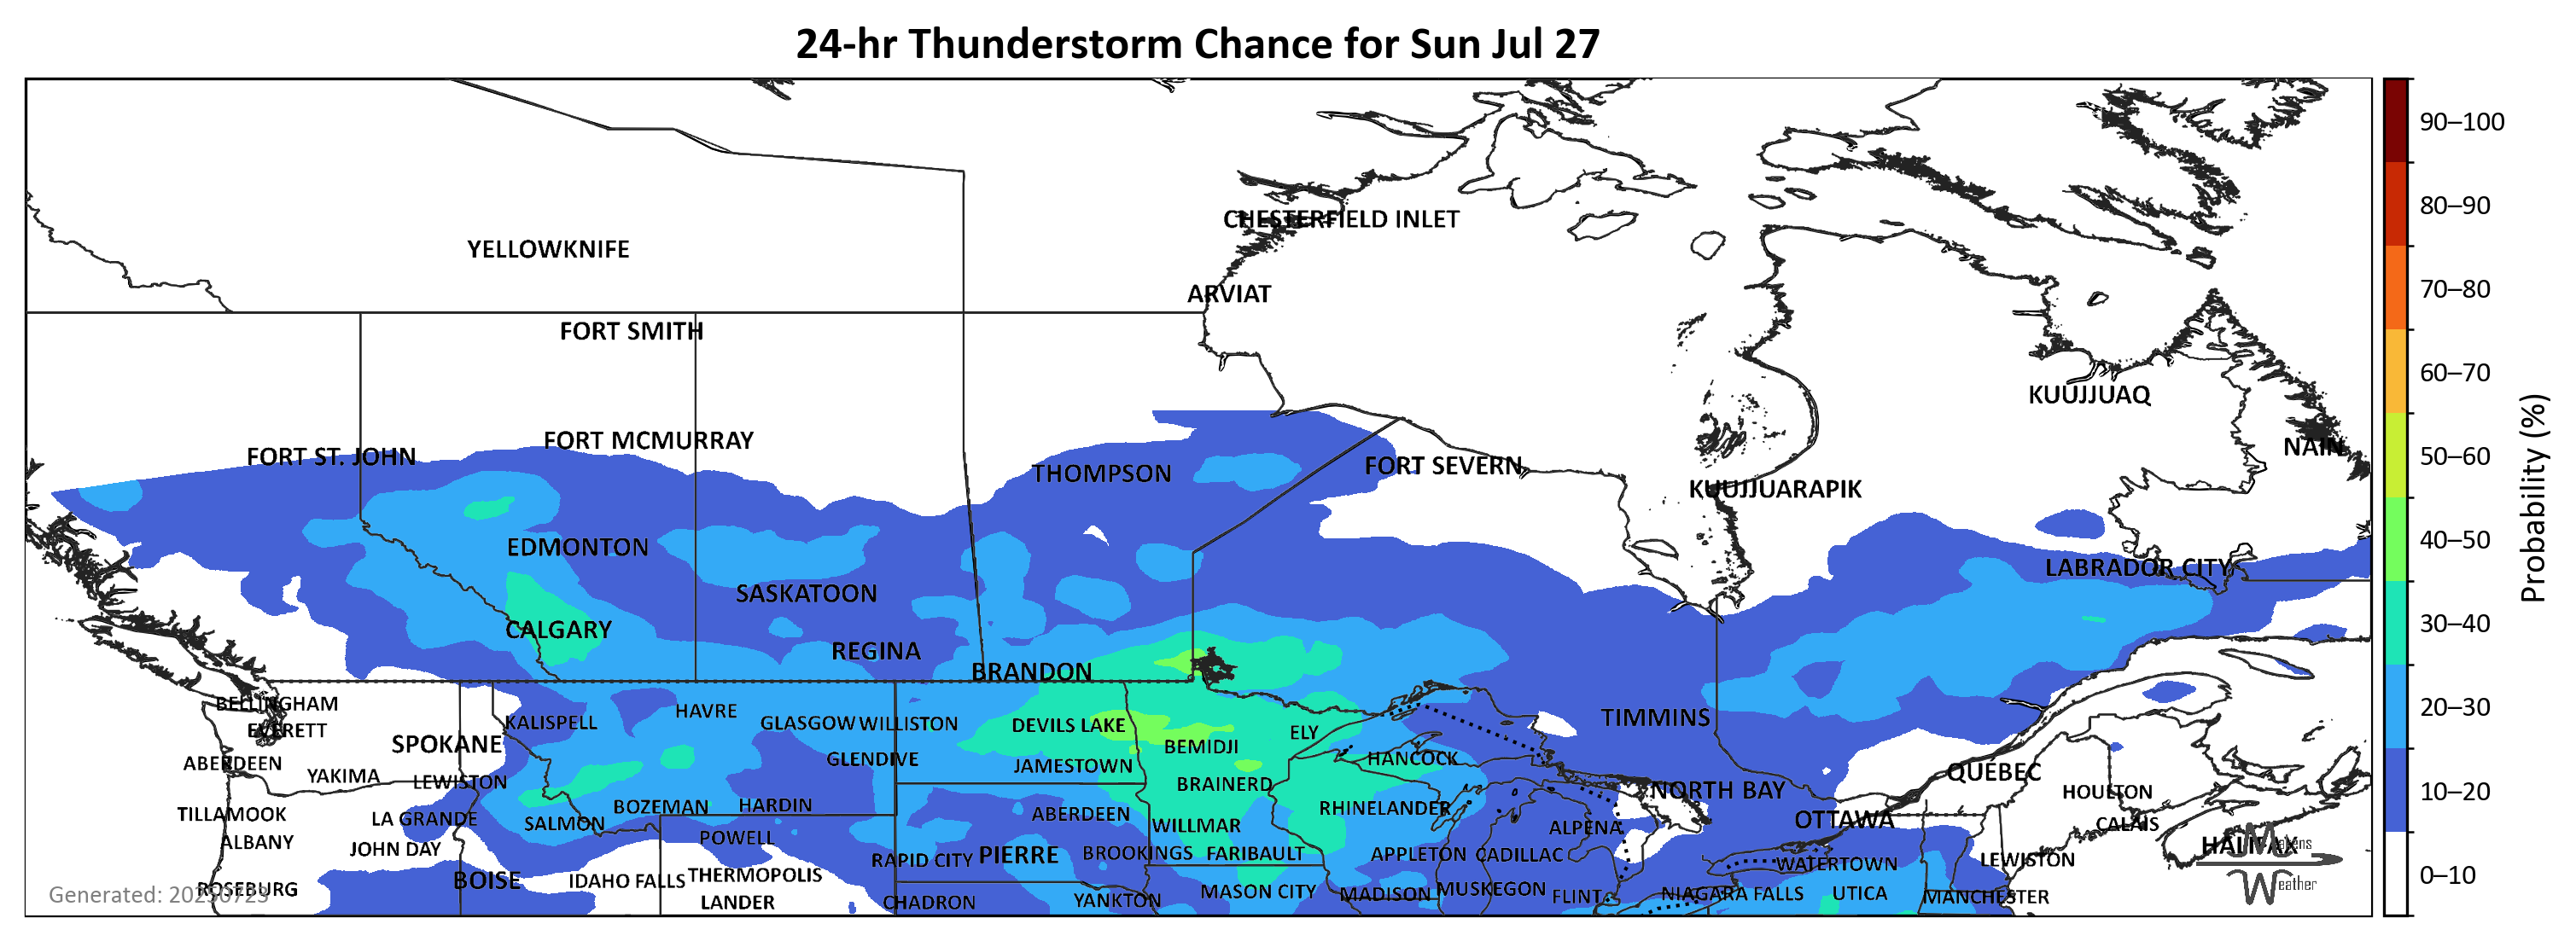 24-hr Thunderstorm Chance for Sun Jul 27
90–100
80–90
CHESTERFIELD INLET
YELLOWKNIFE
70–80
ARVIAT
FORT SMITH
60–70
KUUJJUAQ
Probability (%)
FORT MCMURRAY
NAIN
FORT ST. JOHN
50–60
FORT SEVERN
THOMPSON
KUUJJUARAPIK
EDMONTON
40–50
LABRADOR CITY
SASKATOON
CALGARY
30–40
REGINA
BRANDON
BELLINGHAM
20–30
HAVRE
TIMMINS
KALISPELL GLASGOW WILLISTON DEVILS LAKE
EVERETT ELY
SPOKANE BEMIDJI
GLENDIVE HANCOCK
ABERDEEN JAMESTOWN QUÉBEC
YAKIMA LEWISTON BRAINERD
NORTH BAY HOULTON 10–20
BOZEMAN HARDIN RHINELANDER
TILLAMOOK ABERDEEN
LA GRANDE SALMON WILLMAR ALPENA OTTAWA CALAIS
ALBANY POWELL HALIFAX Matens
JOHN DAY PIERRE BROOKINGS FARIBAULT APPLETON CADILLAC
RAPID CITY WATERTOWN LEWISTON
BOISE IDAHO FALLS THERMOPOLIS 0–10
ROSEBURG MASON CITY MADISON MUSKEGON Weather
Generated: 20250723 LANDER CHADRON YANKTON FLINT NIAGARA FALLS UTICA MANCHESTER